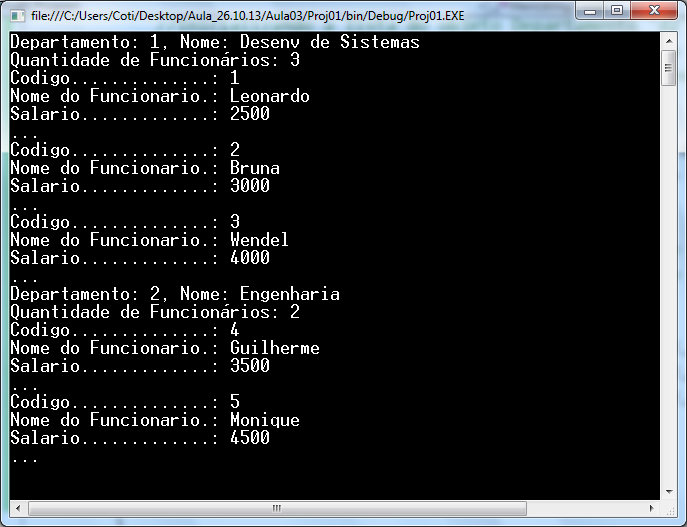 file:///C:/Users/Coti/Desktop/Aula_26.10.13/Aula03/Proj01/bin/Debug/Proj01.EXE
Departamento: 1, Nome: Desenv de Sistemas
Quantidade de Funcionários: 3
Codigo..............: 1
Nome do Funcionario.: Leonardo
Salario.............: 2500
...
Codigo..............: 2
Nome do Funcionario.: Bruna
Salario.............: 3000
...
Codigo..............: 3
Nome do Funcionario.: Wendel
Salario.............: 4000
...
Departamento: 2, Nome: Engenharia
Quantidade de Funcionários: 2
Codigo..............: 4
Nome do Funcionario.: Guilherme
Salario.............: 3500
...
Codigo..............: 5
Nome do Funcionario.: Monique
Salario.............: 4500
...